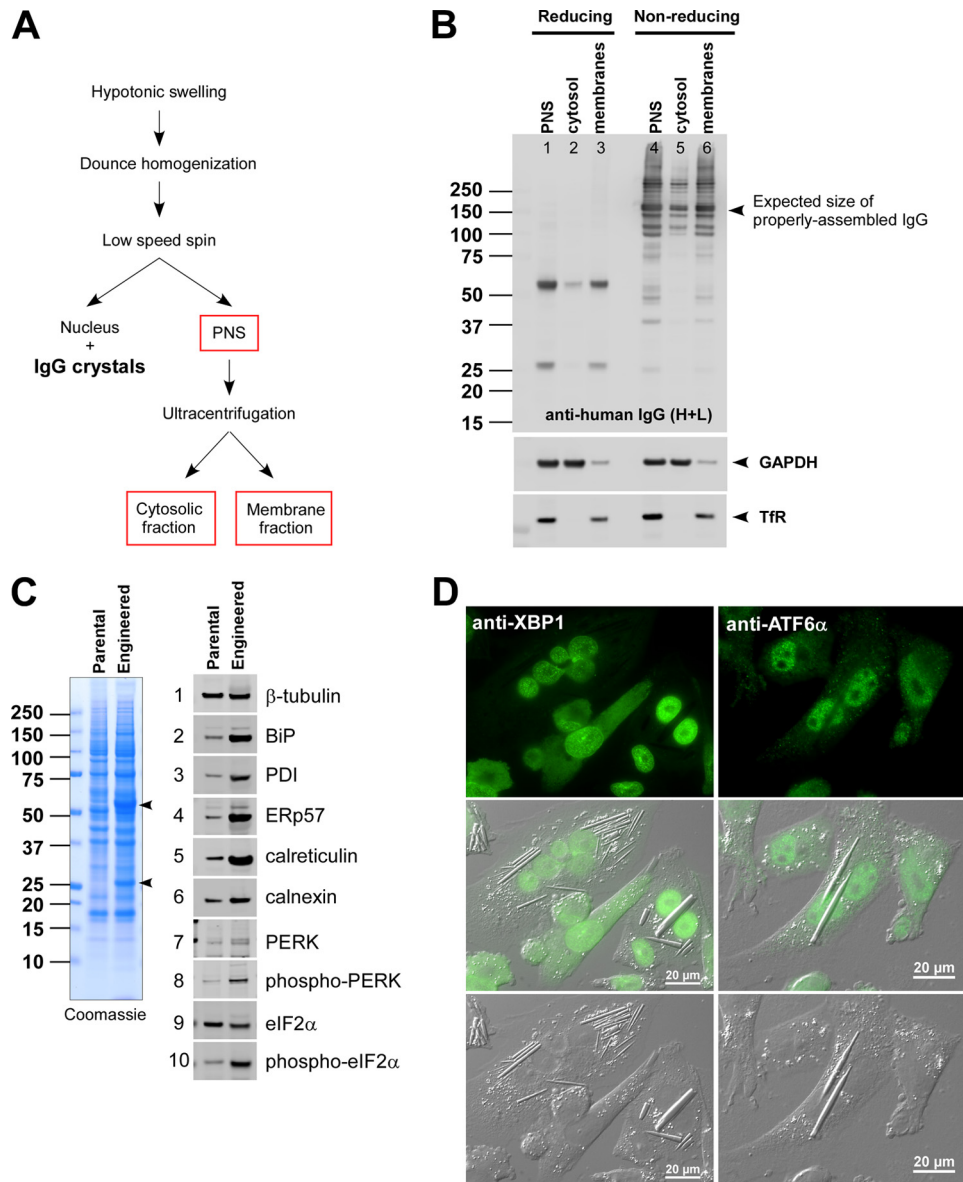 A
Hypotonic swelling
Dounce homogenization
Low speed spin
Nucleus
+
IgG crystals
PNS
Ultracentrifugation
Cytosolic
fraction
Membrane
fraction
B
Reducing
Non-reducing
PNS
cytosol
membranes
PNS
cytosol
membranes
1 2 3 4 5 6
250
150
100
75
50
37
25
20
15
Expected size of
properly-assembled IgG
anti-human IgG (H+L)
GAPDH
TfR
C
Parental
Engineered
250
150
100
75
50
37
25
20
15
10
Coomassie
Parental
Engineered
1 β-tubulin
2 BiP
3 PDI
4 ERp57
5 calreticulin
6 calnexin
7 PERK
8 phospho-PERK
9 eIF2α
10 phospho-eIF2α
D
anti-XBP1
anti-ATF6α
20 µm
20 µm
20 µm
20 µm